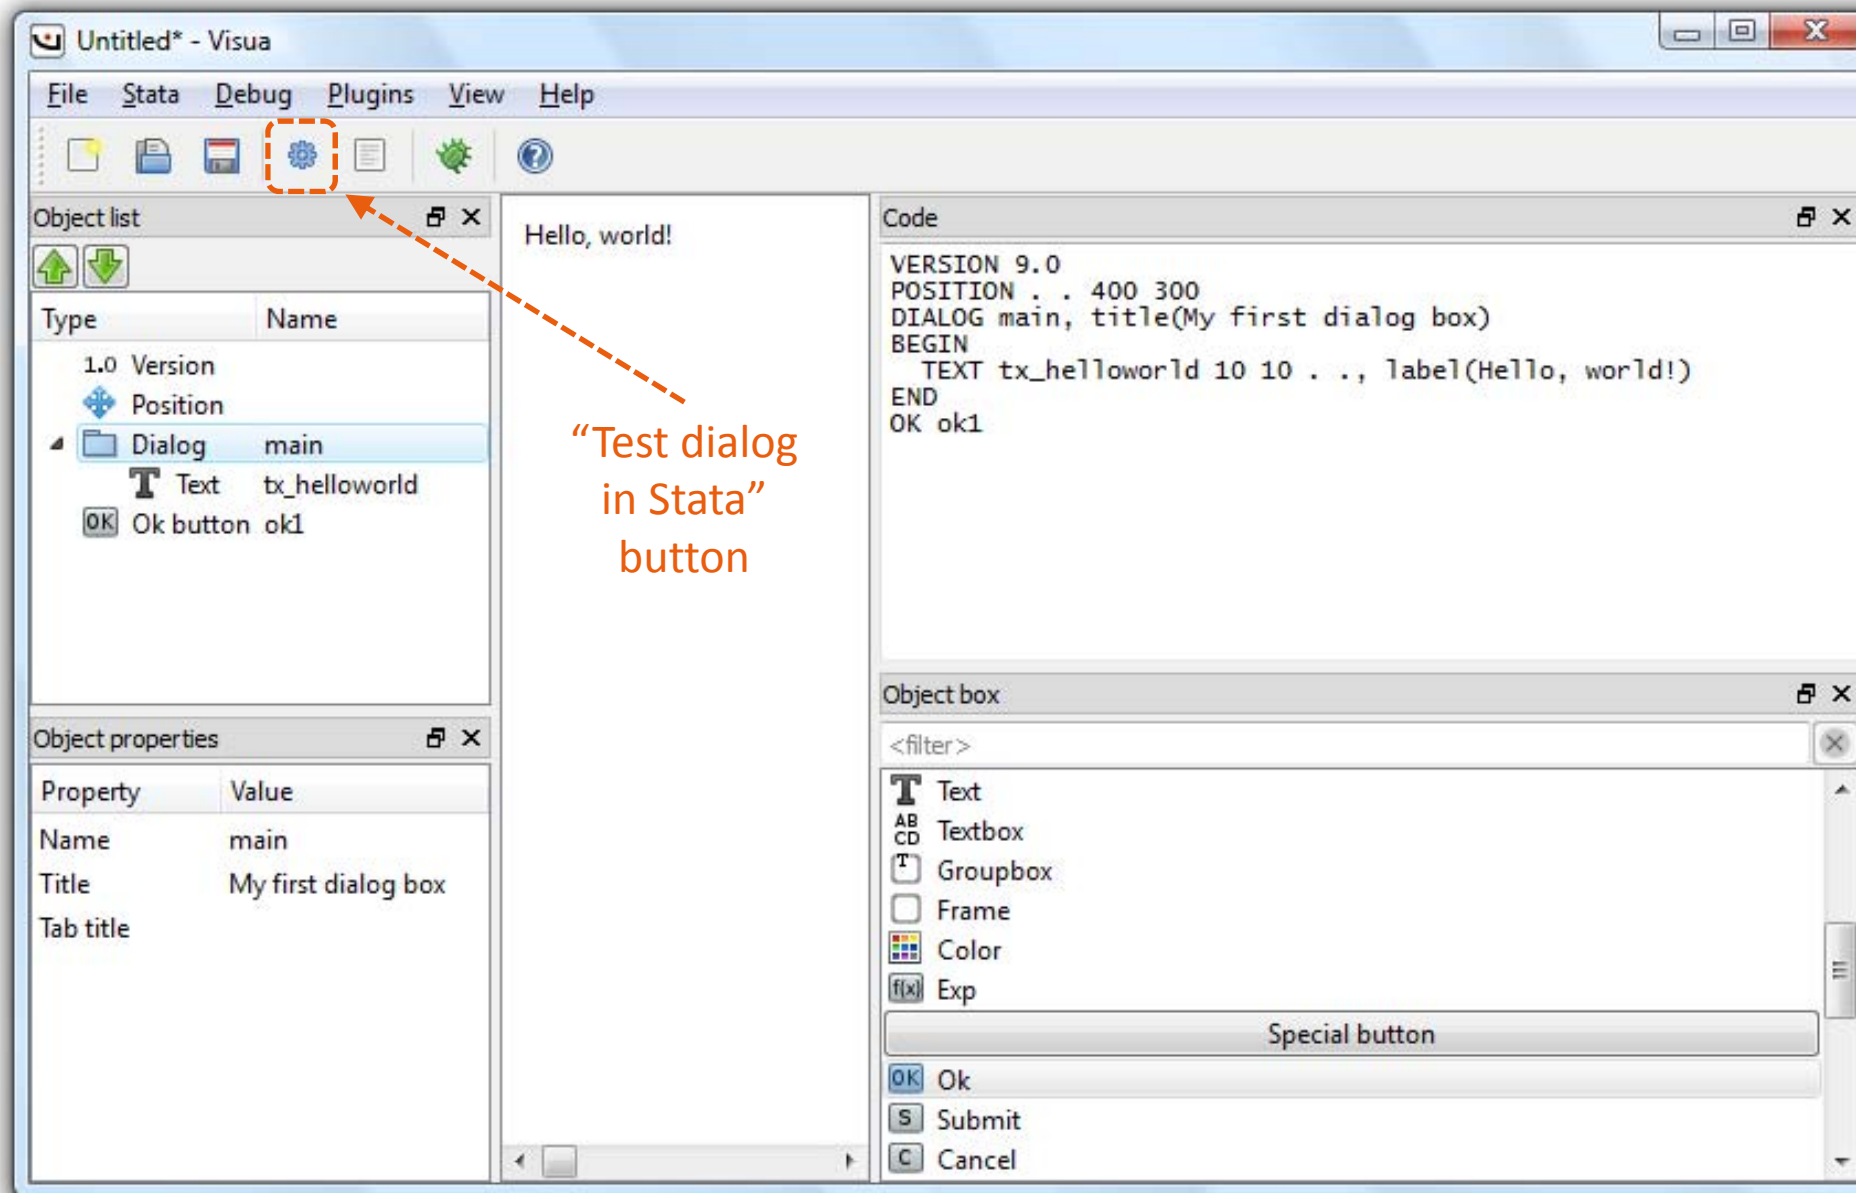 Untitled* - Visua
File Stata Debug Plugins View Help
Object list
Type Name
1.0 Version
Position
Dialog main
T Text tx_helloworld
OK Ok button ok1
Object properties
Property Value
Name main
Title My first dialog box
Tab title
Hello, world!
“Test dialog
in Stata”
button
Code
VERSION 9.0
POSITION . . 400 300
DIALOG main, title(My first dialog box)
BEGIN
TEXT tx_helloworld 10 10 . ., label(Hello, world!)
END
OK ok1
Object box
<filter>
T Text
AB
CD Textbox
T Groupbox
Frame
Color
f(x) Exp
Special button
OK Ok
S Submit
C Cancel